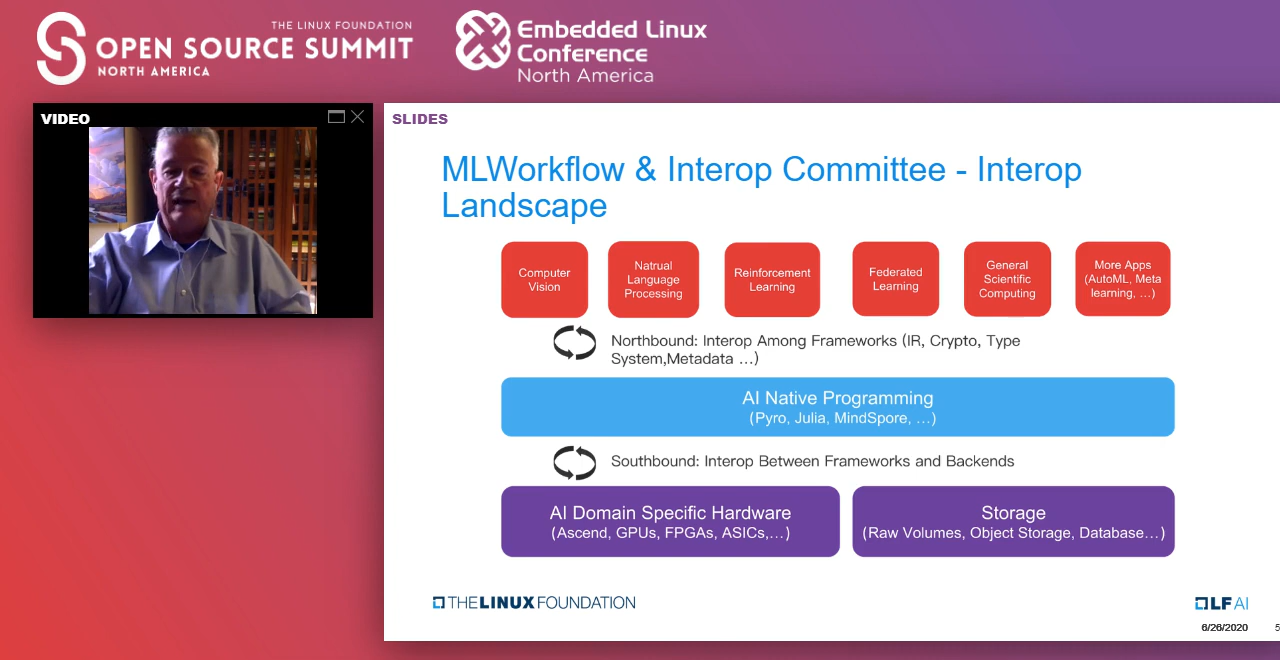 THE LINUX FOUNDATION
OPEN SOURCE SUMMIT
NORTH AMERICA
Embedded Linux
Conference
North America
VIDEO
SLIDES
MLWorkflow & Interop Committee - Interop
Landscape
Computer
Vision
Natrual
Language
Processing
Reinforcement
Learning
Federated
Learning
General
Scientific
Computing
More Apps
(AutoML, Meta
learning, …)
Northbound: Interop Among Frameworks (IR, Crypto, Type
System,Metadata …)
AI Native Programming
(Pyro, Julia, MindSpore, …)
Southbound: Interop Between Frameworks and Backends
AI Domain Specific Hardware
(Ascend, GPUs, FPGAs, ASICs,…)
Storage
(Raw Volumes, Object Storage, Database…)
THE LINUX FOUNDATION
LF AI
6/26/2020
5